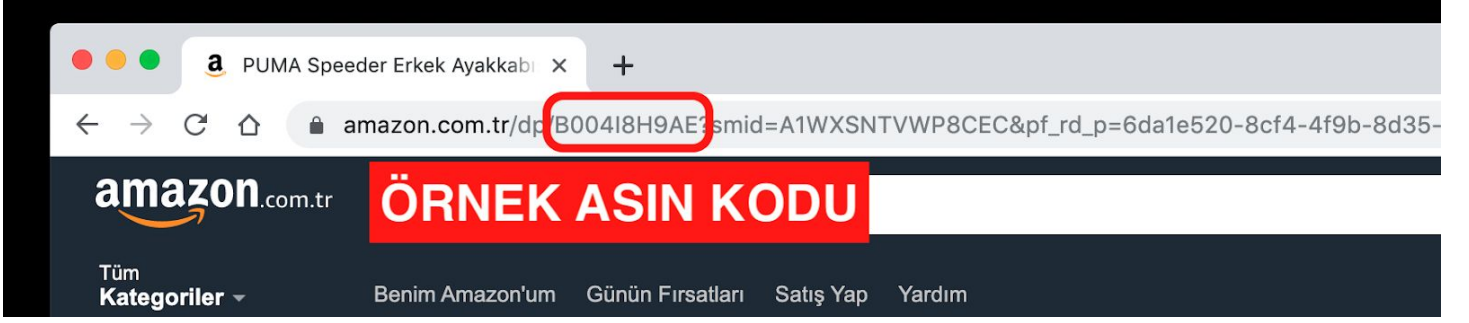 a PUMA Speeder Erkek Ayakkabı
amazon.com.tr/dp/B004I8H9AE?smid=A1WXSNTVWP8CEC&pf_rd_p=6da1e520-8cf4-4f9b-8d35-
amazon.com.tr
ÖRNEK ASIN KODU
Tüm
Kategoriler
Benim Amazon'um Günün Fırsatları Satış Yap Yardım